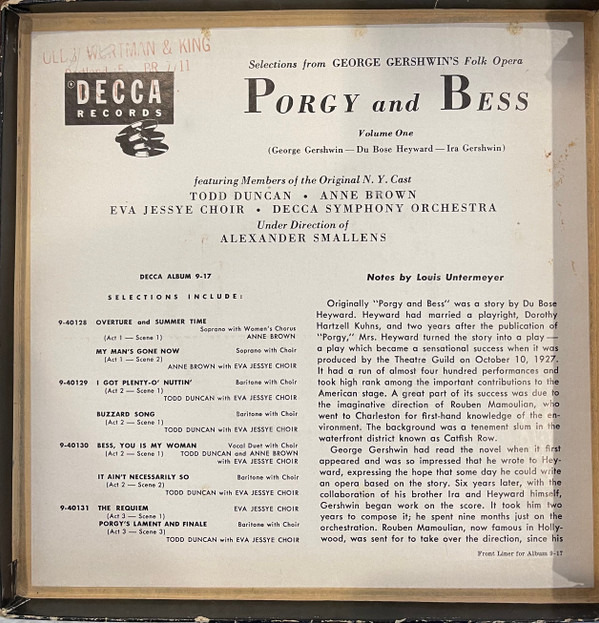 WERTMAN & KING
BR 2/11
DECCA
RECORDS
Selections from GEORGE GERSHWIN'S Folk Opera
PORGY and BESS
Volume One
(George Gershwin — Du Bose Heyward — Ira Gershwin)
featuring Members of the Original N. Y. Cast
TODD DUNCAN • ANNE BROWN
EVA JESSYE CHOIR • DECCA SYMPHONY ORCHESTRA
Under Direction of
ALEXANDER SMALLENS
DECCA ALBUM 9-17
SELECTIONS INCLUDE:
9-40128 OVERTURE and SUMMER TIME
Soprano with Women's Chorus
(Act 1 — Scene 1) ANNE BROWN
MY MAN'S GONE NOW Soprano with Choir
(Act 1 — Scene 2)
ANNE BROWN with EVA JESSYE CHOIR
9-40129 I GOT PLENTY-O' NUTTIN' Baritone with Choir
(Act 2 — Scene 1)
TODD DUNCAN with EVA JESSYE CHOIR
BUZZARD SONG Baritone with Choir
(Act 2 — Scene 1)
TODD DUNCAN with EVA JESSYE CHOIR
9-40130 BESS, YOU IS MY WOMAN Vocal Duet with Choir
(Act 2 — Scene 1) TODD DUNCAN and ANNE BROWN
with EVA JESSYE CHOIR
IT AIN'T NECESSARILY SO Baritone with Choir
(Act 2 — Scene 2)
TODD DUNCAN with EVA JESSYE CHOIR
9-40131 THE REQUIEM EVA JESSYE CHOIR
(Act 3 — Scene 1)
PORGY'S LAMENT AND FINALE Baritone with Choir
(Act 3 — Scene 3)
TODD DUNCAN with EVA JESSYE CHOIR
Notes by Louis Untermeyer
Originally "Porgy and Bess" was a story by Du Bose
Heyward. Heyward had married a playright, Dorothy
Hartzell Kuhns, and two years after the publication of
"Porgy," Mrs. Heyward turned the story into a play —
a play which became a sensational success when it was
produced by the Theatre Guild on October 10, 1927.
It had a run of almost four hundred performances and
took high rank among the important contributions to the
American stage. A great part of its success was due to
the imaginative direction of Rouben Mamoulian, who
went to Charleston for first-hand knowledge of the en-
vironment. The background was a tenement slum in the
waterfront district known as Catfish Row.
George Gershwin had read the novel when it first
appeared and was so impressed that he wrote to Hey-
ward, expressing the hope that some day he could write
an opera based on the story. Six years later, with the
collaboration of his brother Ira and Heyward himself,
Gershwin began work on the score. It took him two
years to compose it; he spent nine months just on the
orchestration. Rouben Mamoulian, now famous in Holly-
wood, was sent for to take over the direction, since his
Front Liner for Album 9-17